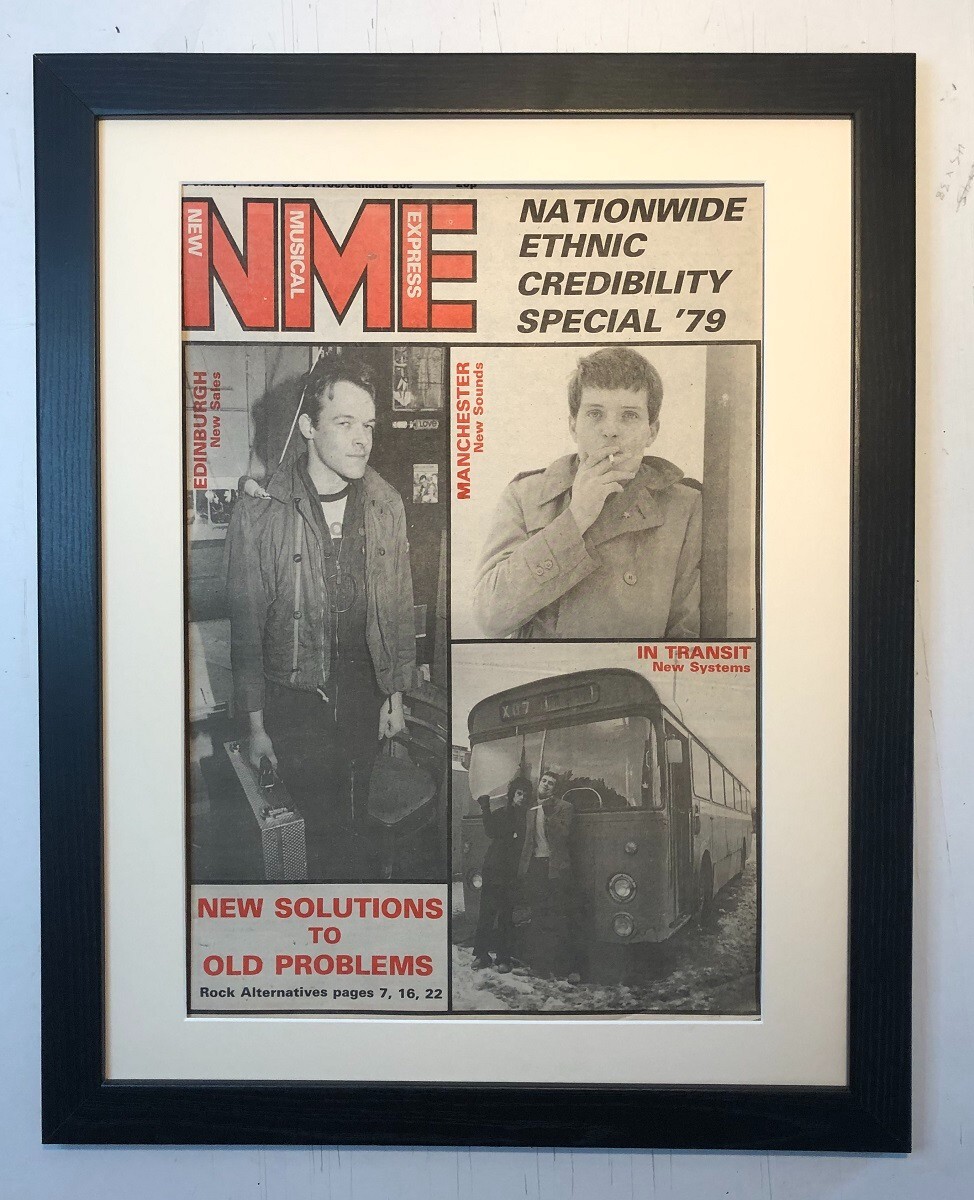 20p
NEW
MUSICAL
EXPRESS
NME
NATIONWIDE
ETHNIC
CREDIBILITY
SPECIAL '79
EDINBURGH
New Sales
LOVE
MANCHESTER
New Sounds
IN TRANSIT
New Systems
NEW SOLUTIONS
TO
OLD PROBLEMS
Rock Alternatives pages 7, 16, 22